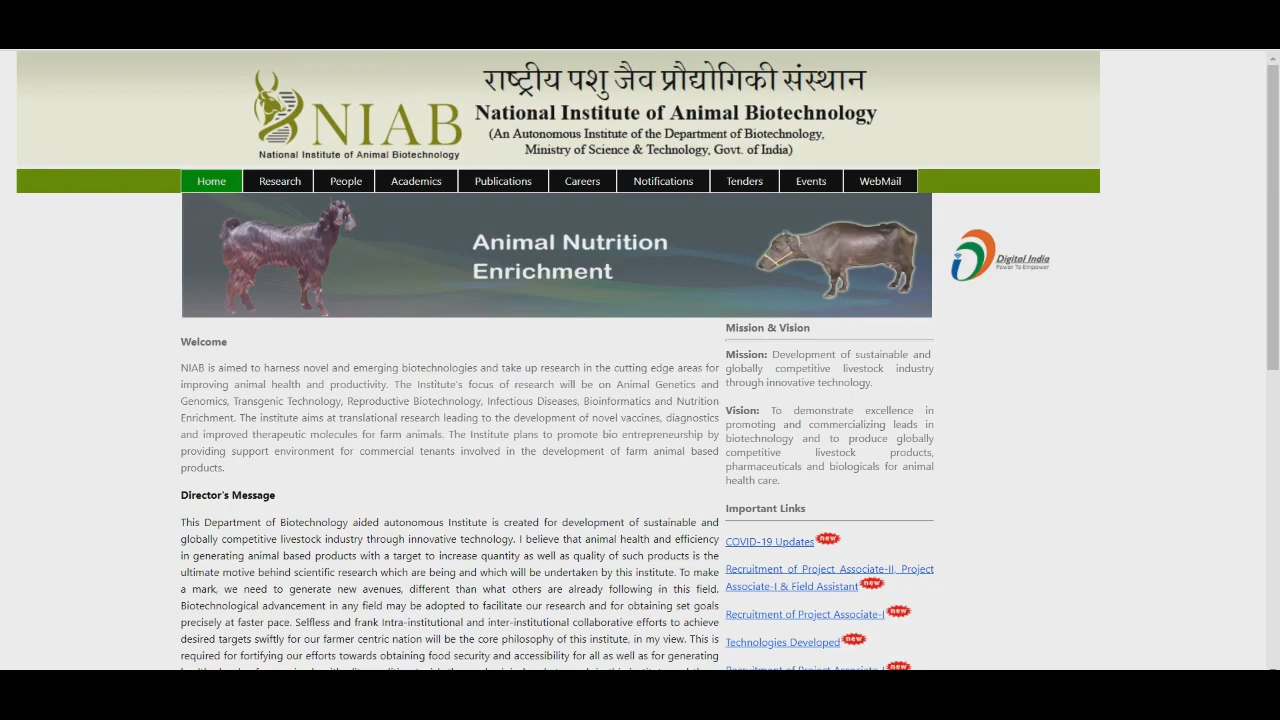 राष्ट्रीय पशु जैव प्रौद्योगिकी संस्थान
NIAB
National Institute of Animal Biotechnology
National Institute of Animal Biotechnology
(An Autonomous Institute of the Department of Biotechnology,
Ministry of Science & Technology, Govt. of India)
Home Research People Academics Publications Careers Notifications Tenders Events WebMail
Animal Nutrition
Enrichment
Digital India
Power To Empower
Welcome
NIAB is aimed to harness novel and emerging biotechnologies and take up research in the cutting edge areas for
improving animal health and productivity. The Institute's focus of research will be on Animal Genetics and
Genomics, Transgenic Technology, Reproductive Biotechnology, Infectious Diseases, Bioinformatics and Nutrition
Enrichment. The institute aims at translational research leading to the development of novel vaccines, diagnostics
and improved therapeutic molecules for farm animals. The Institute plans to promote bio entrepreneurship by
providing support environment for commercial tenants involved in the development of farm animal based
products.
Director's Message
This Department of Biotechnology aided autonomous Institute is created for development of sustainable and
globally competitive livestock industry through innovative technology. I believe that animal health and efficiency
in generating animal based products with a target to increase quantity as well as quality of such products is the
ultimate motive behind scientific research which are being and which will be undertaken by this institute. To make
a mark, we need to generate new avenues, different than what others are already following in this field.
Biotechnological advancement in any field may be adopted to facilitate our research and for obtaining set goals
precisely at faster pace. Selfless and frank Intra-institutional and inter-institutional collaborative efforts to achieve
desired targets swiftly for our farmer centric nation will be the core philosophy of this institute, in my view. This is
required for fortifying our efforts towards obtaining food security and accessibility for all as well as for generating
Mission & Vision
Mission: Development of sustainable and
globally competitive livestock industry
through innovative technology.
Vision: To demonstrate excellence in
promoting and commercializing leads in
biotechnology and to produce globally
competitive livestock products,
pharmaceuticals and biologicals for animal
health care.
Important Links
COVID-19 Updates new
Recruitment of Project Associate-II, Project
Associate-I & Field Assistant new
Recruitment of Project Associate-I new
Technologies Developed new
Recruitment of Project Associate-I new